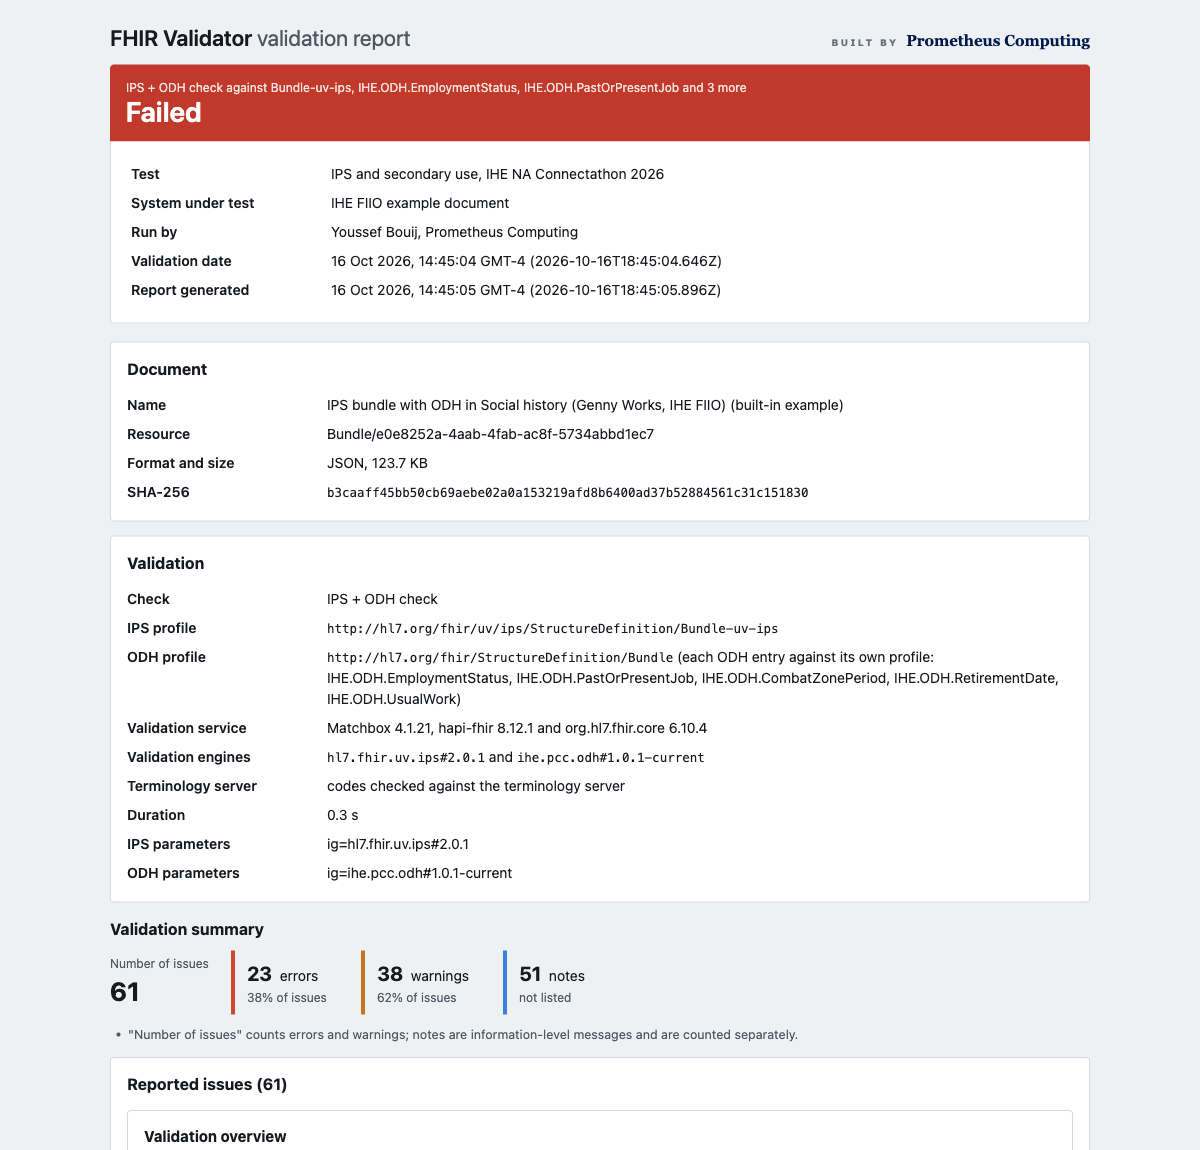 FHIR Validator validation report
BUILT BY Prometheus Computing
IPS + ODH check against Bundle-uv-ips, IHE.ODH.EmploymentStatus, IHE.ODH.PastOrPresentJob and 3 more
Failed
Test IPS and secondary use, IHE NA Connectathon 2026
System under test IHE FIIO example document
Run by Youssef Bouij, Prometheus Computing
Validation date 16 Oct 2026, 14:45:04 GMT-4 (2026-10-16T18:45:04.646Z)
Report generated 16 Oct 2026, 14:45:05 GMT-4 (2026-10-16T18:45:05.896Z)
Document
Name IPS bundle with ODH in Social history (Genny Works, IHE FIIO) (built-in example)
Resource Bundle/e0e8252a-4aab-4fab-ac8f-5734abbd1ec7
Format and size JSON, 123.7 KB
SHA-256 b3caaff45bb50cb69aebe02a0a153219afd8b6400ad37b52884561c31c151830
Validation
Check IPS + ODH check
IPS profile http://hl7.org/fhir/uv/ips/StructureDefinition/Bundle-uv-ips
ODH profile http://hl7.org/fhir/StructureDefinition/Bundle (each ODH entry against its own profile:
IHE.ODH.EmploymentStatus, IHE.ODH.PastOrPresentJob, IHE.ODH.CombatZonePeriod, IHE.ODH.RetirementDate,
IHE.ODH.UsualWork)
Validation service Matchbox 4.1.21, hapi-fhir 8.12.1 and org.hl7.fhir.core 6.10.4
Validation engines hl7.fhir.uv.ips#2.0.1 and ihe.pcc.odh#1.0.1-current
Terminology server codes checked against the terminology server
Duration 0.3 s
IPS parameters ig=hl7.fhir.uv.ips#2.0.1
ODH parameters ig=ihe.pcc.odh#1.0.1-current
Validation summary
Number of issues
61
23 errors
38% of issues
38 warnings
62% of issues
51 notes
not listed
• "Number of issues" counts errors and warnings; notes are information-level messages and are counted separately.
Reported issues (61)
Validation overview